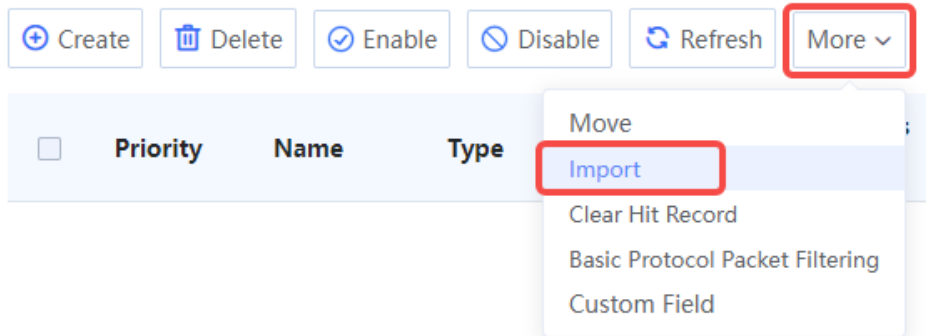 Create Delete Enable Disable Refresh More
Priority Name Type
Move
Import
Clear Hit Record
Basic Protocol Packet Filtering
Custom Field